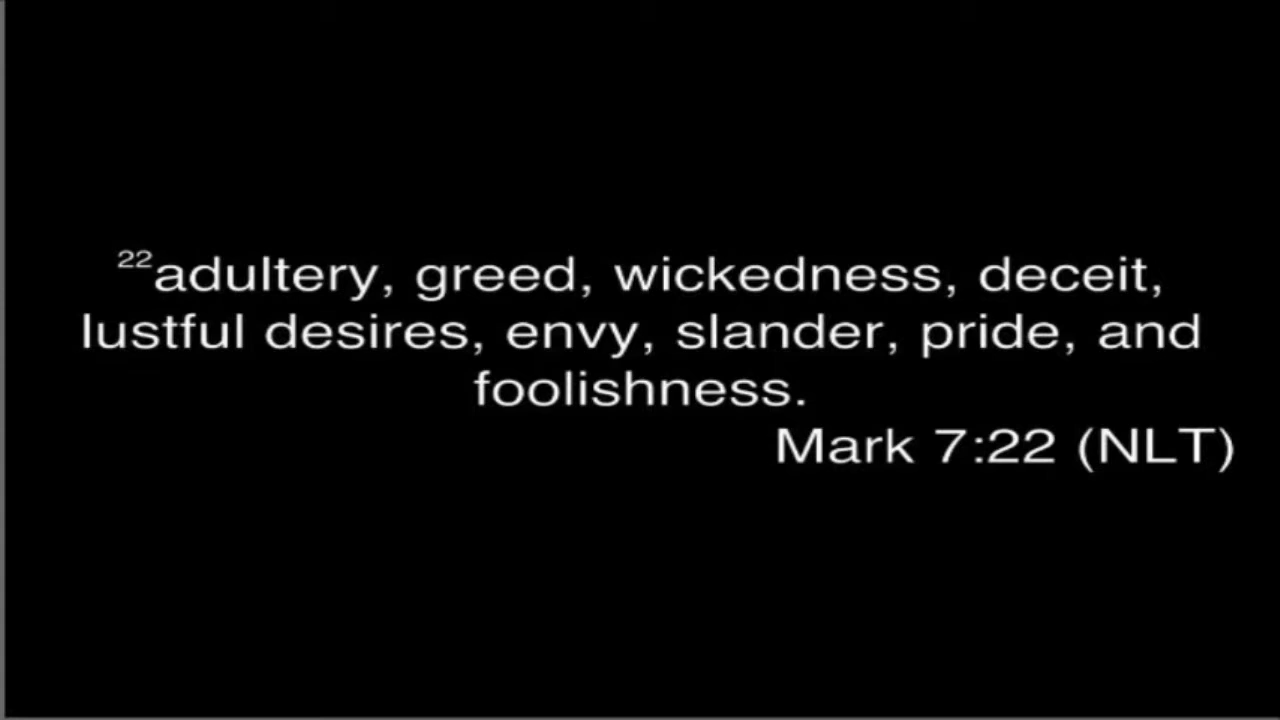 22adultery, greed, wickedness, deceit,
lustful desires, envy, slander, pride, and
foolishness.
Mark 7:22 (NLT)